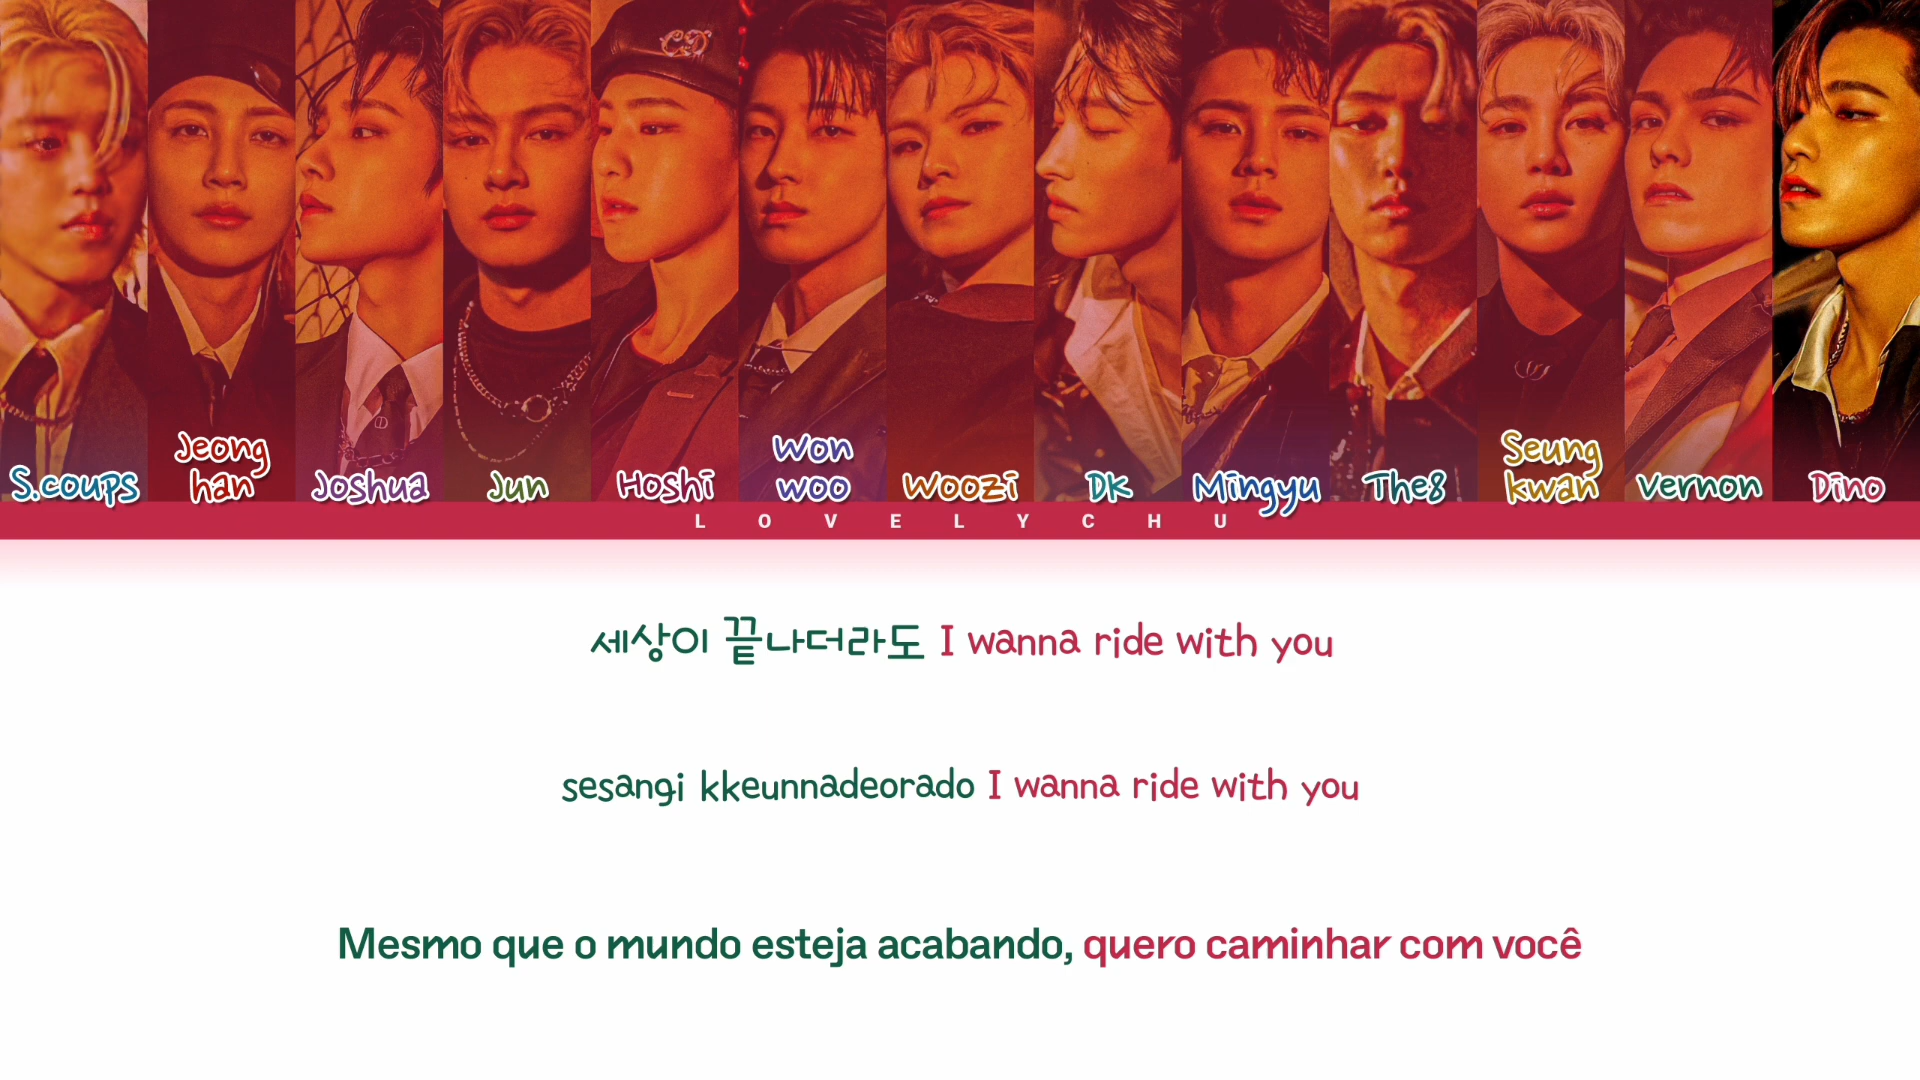 CD
S.coups
Jeong
han
Joshua
Jun
Hoshi
Won
woo
Woozi
DK
Mingyu
The8
Seung
kwan
Vernon
Dino
LOVELYCHU
세상이 끝나더라도 I wanna ride with you
sesangi kkeunnadeorado I wanna ride with you
Mesmo que o mundo esteja acabando, quero caminhar com você